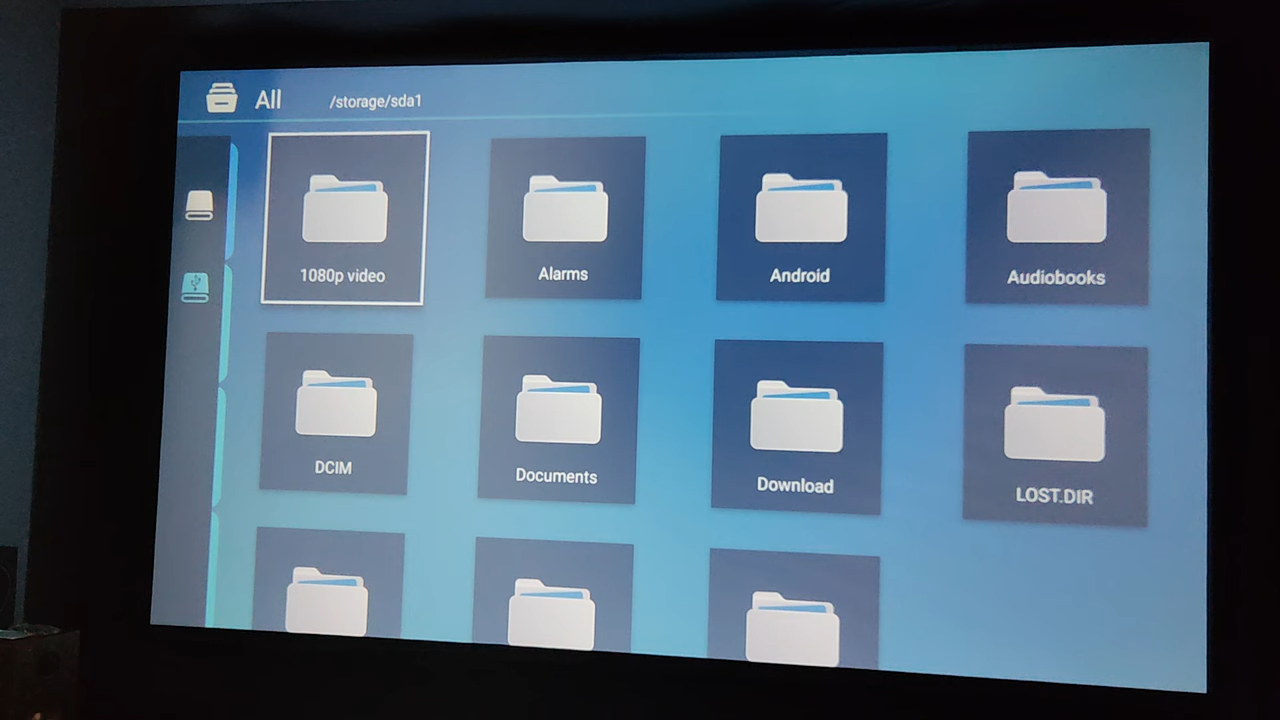 All /storage/sda1
1080p video Alarms Android Audiobooks
DCIM Documents Download LOST.DIR